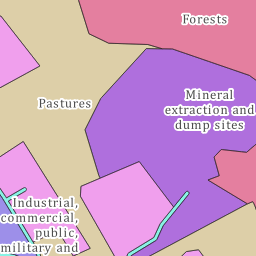 Forests
Mineral
extraction and
dump sites
Pastures
Industrial,
commercial,
public,
military and